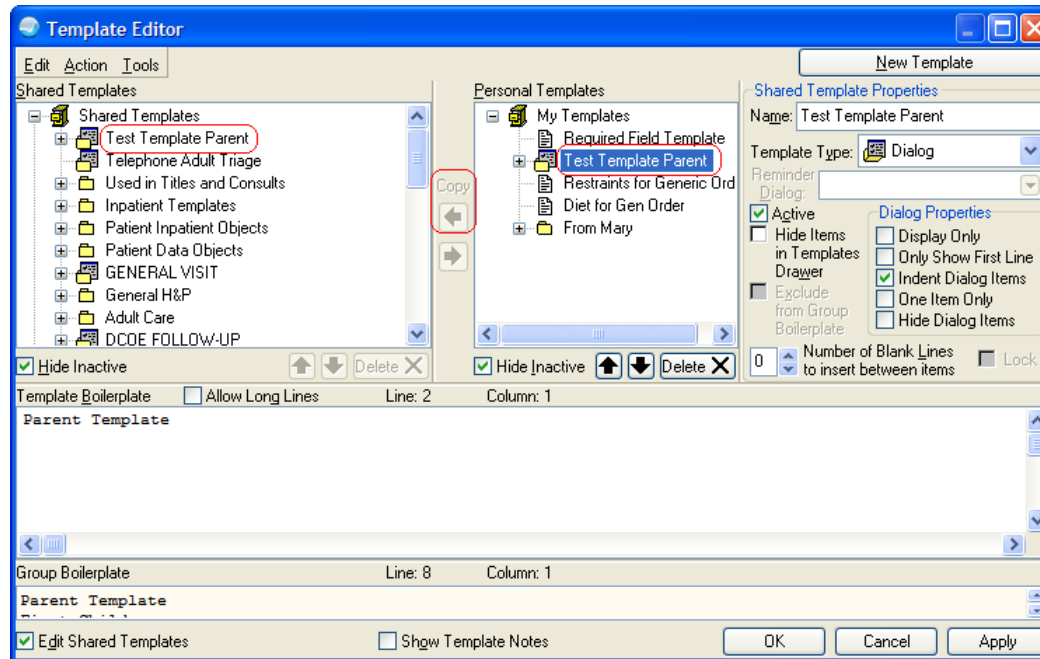 Template Editor
Edit Action Tools
New Template
Shared Templates
Shared Templates
Test Template Parent
Telephone Adult Triage
Used in Titles and Consults
Inpatient Templates
Patient Inpatient Objects
Patient Data Objects
GENERAL VISIT
General H&P
Adult Care
DCOE FOLLOW-UP
Hide Inactive
Delete
Copy
Personal Templates
My Templates
Required Field Template
Test Template Parent
Restraints for Generic Ord
Diet for Gen Order
From Mary
Hide Inactive
Delete
Shared Template Properties
Name: Test Template Parent
Template Type: Dialog
Reminder
Dialog:
Active
Hide Items
in Templates
Drawer
Exclude
from Group
Boilerplate
Dialog Properties
Display Only
Only Show First Line
Indent Dialog Items
One Item Only
Hide Dialog Items
0 Number of Blank Lines
to insert between items
Lock
Template Boilerplate Allow Long Lines Line: 2 Column: 1
Parent Template
Group Boilerplate Line: 8 Column: 1
Parent Template
Edit Shared Templates Show Template Notes OK Cancel Apply